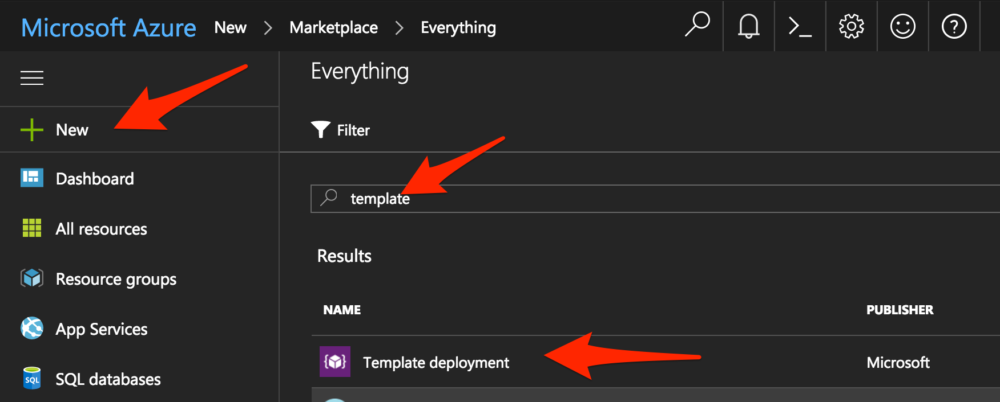 Microsoft Azure New > Marketplace > Everything
Everything
New
Filter
Dashboard
template
All resources
Results
Resource groups
NAME PUBLISHER
App Services
Template deployment Microsoft
SQL databases
SQL